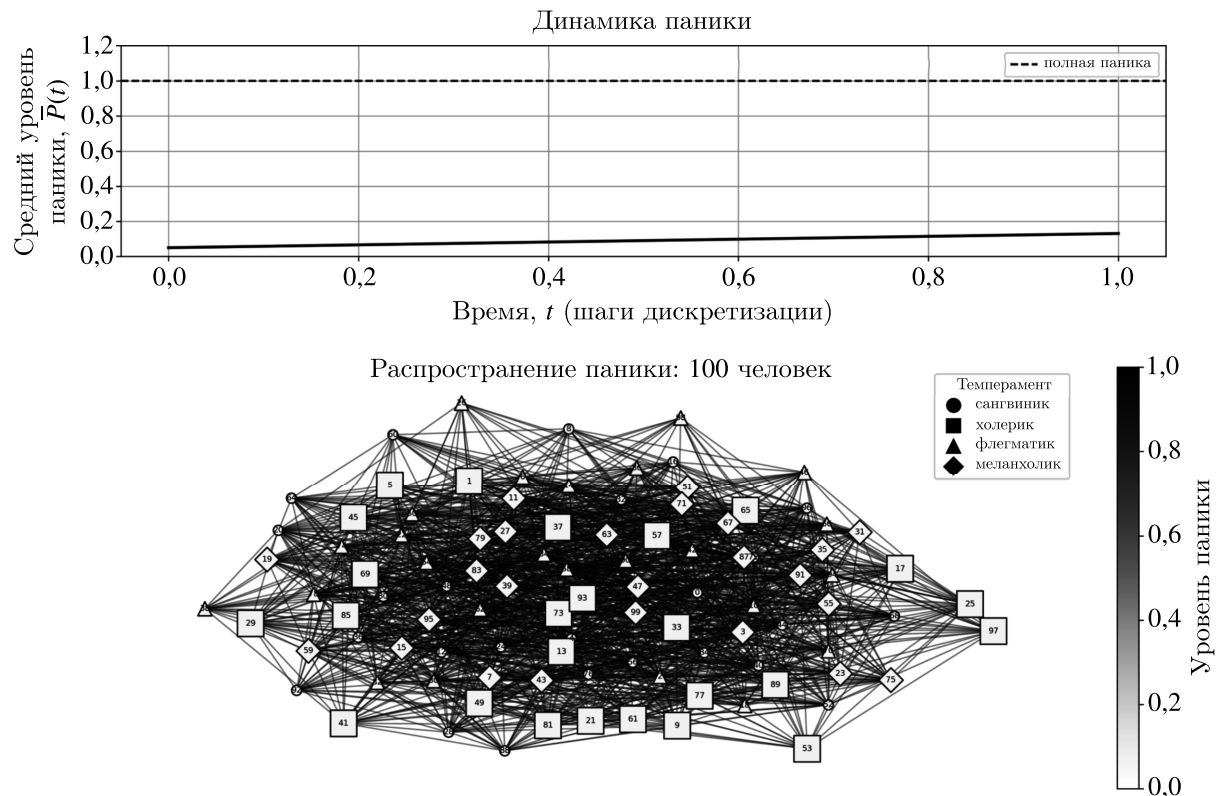 Динамика паники
Средний уровень
паники, P̅(t)
1,2
1,0
0,8
0,6
0,4
0,2
0,0
полная паника
0,0 0,2 0,4 0,6 0,8 1,0
Время, t (шаги дискретизации)
Распространение паники: 100 человек
Темперамент
сангвиник
холерик
флегматик
меланхолик
8
5 1
51
11
71
45 65
67
37
27 63 57 31
79
35
19 87
83 17
69 91
39 47
93 55 25
85 73 99
29 95 33 97
3
15
59 13
7 43 23 75
89
77
49
41 81 21 61 9
53
1,0
0,8
0,6
0,4
0,2
0,0
Уровень паники